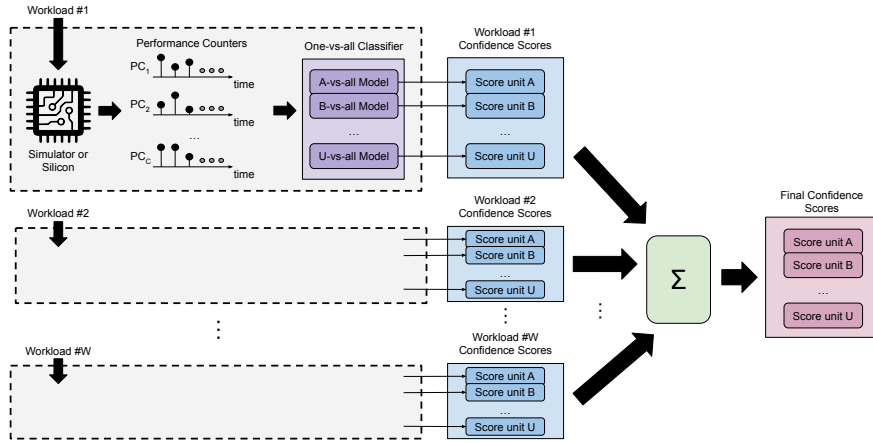 Workload #1
Performance Counters
PC1
time
PC2
time
...
PCC
time
Simulator or
Silicon
One-vs-all Classifier
A-vs-all Model
B-vs-all Model
...
U-vs-all Model
Workload #1
Confidence Scores
Score unit A
Score unit B
...
Score unit U
Workload #2
Workload #2
Confidence Scores
Score unit A
Score unit B
...
Score unit U
Workload #W
Workload #W
Confidence Scores
Score unit A
Score unit B
...
Score unit U
Σ
Final Confidence
Scores
Score unit A
Score unit B
...
Score unit U